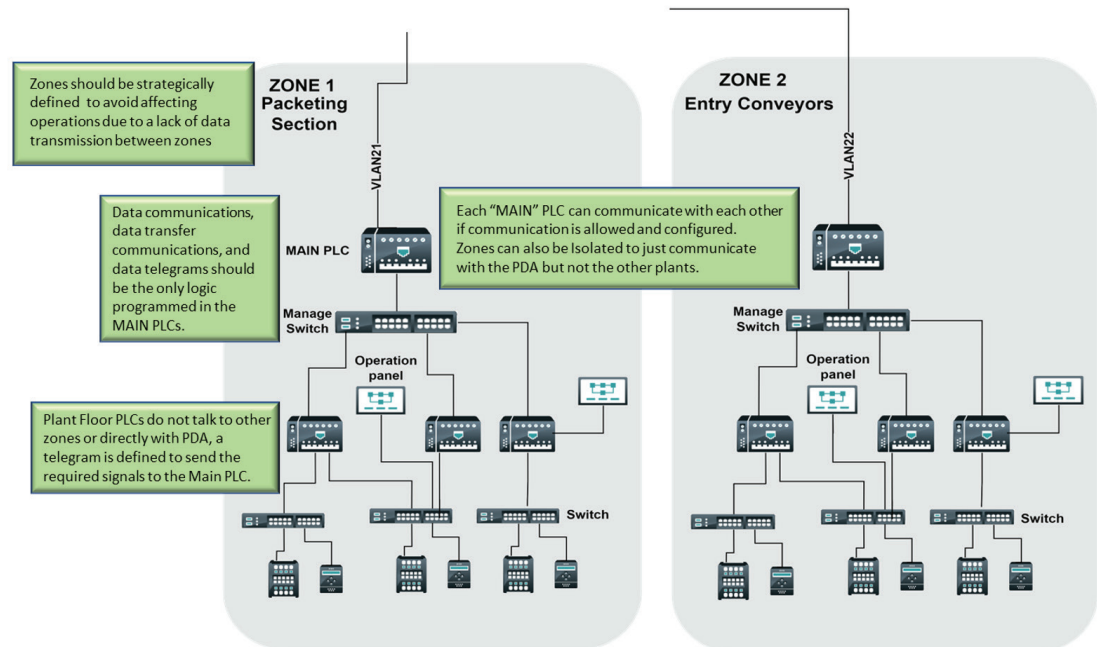 Zones should be strategically
defined  to avoid affecting
operations due to a lack of data
transmission between zones
ZONE 1
Packeting
Section
VLAN21
ZONE 2
Entry Conveyors
VLAN22
Data communications,
data transfer
communications, and
data telegrams should
be the only logic
programmed in the
MAIN PLCs.
MAIN PLC
Each “MAIN” PLC can communicate with each other
if communication is allowed and configured.
Zones can also be Isolated to just communicate
with the PDA but not the other plants.
Manage
Switch
Manage
Switch
Operation
panel
Operation
panel
Plant Floor PLCs do not talk to other
zones or directly with PDA, a
telegram is defined to send the
required signals to the Main PLC.
Switch
Switch